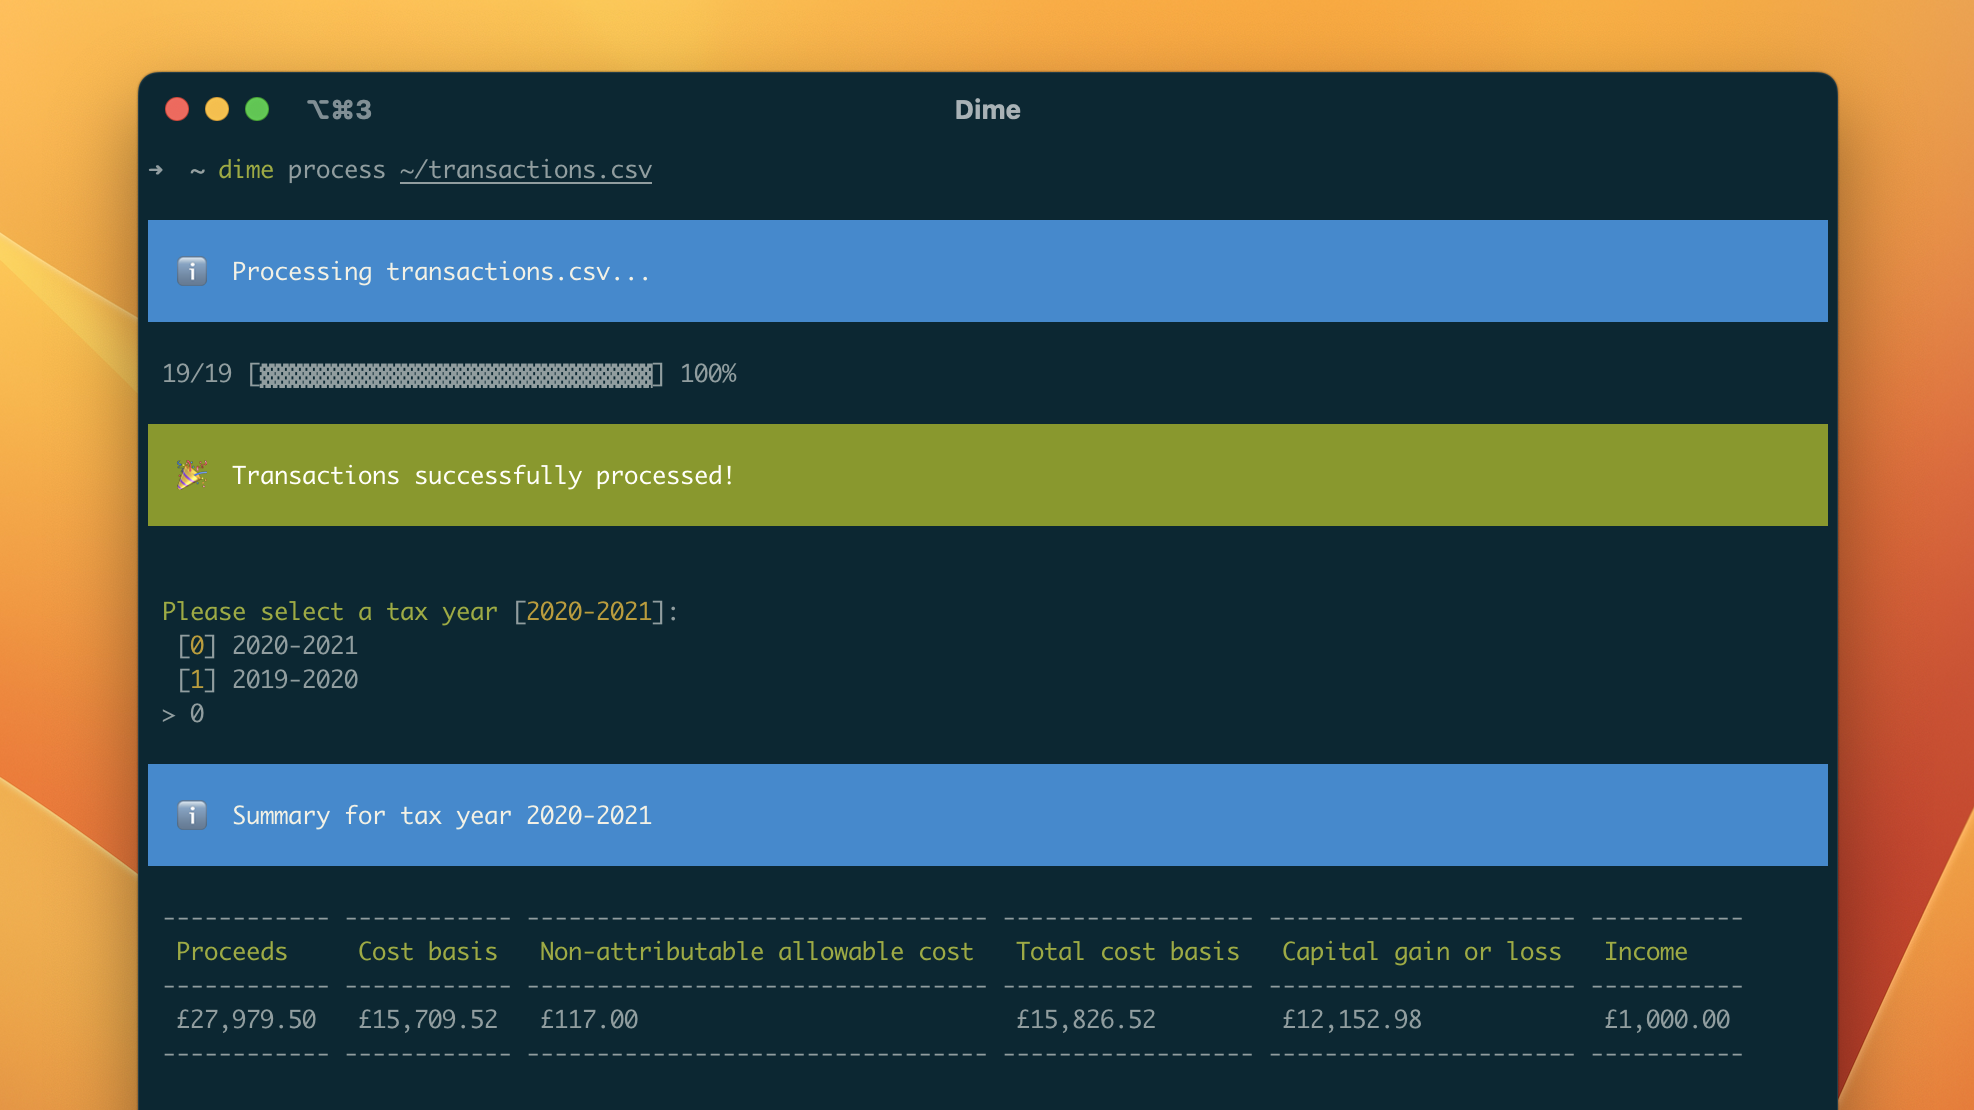 ⌥⌘3 Dime
➜ ~ dime process ~/transactions.csv
Processing transactions.csv...
19/19 [▓▓▓▓▓▓▓▓▓▓▓▓▓▓▓▓▓▓▓▓▓▓▓▓▓▓▓▓] 100%
Transactions successfully processed!
Please select a tax year [2020-2021]:
[0] 2020-2021
[1] 2019-2020
> 0
Summary for tax year 2020-2021
Proceeds Cost basis Non-attributable allowable cost Total cost basis Capital gain or loss Income
£27,979.50 £15,709.52 £117.00 £15,826.52 £12,152.98 £1,000.00